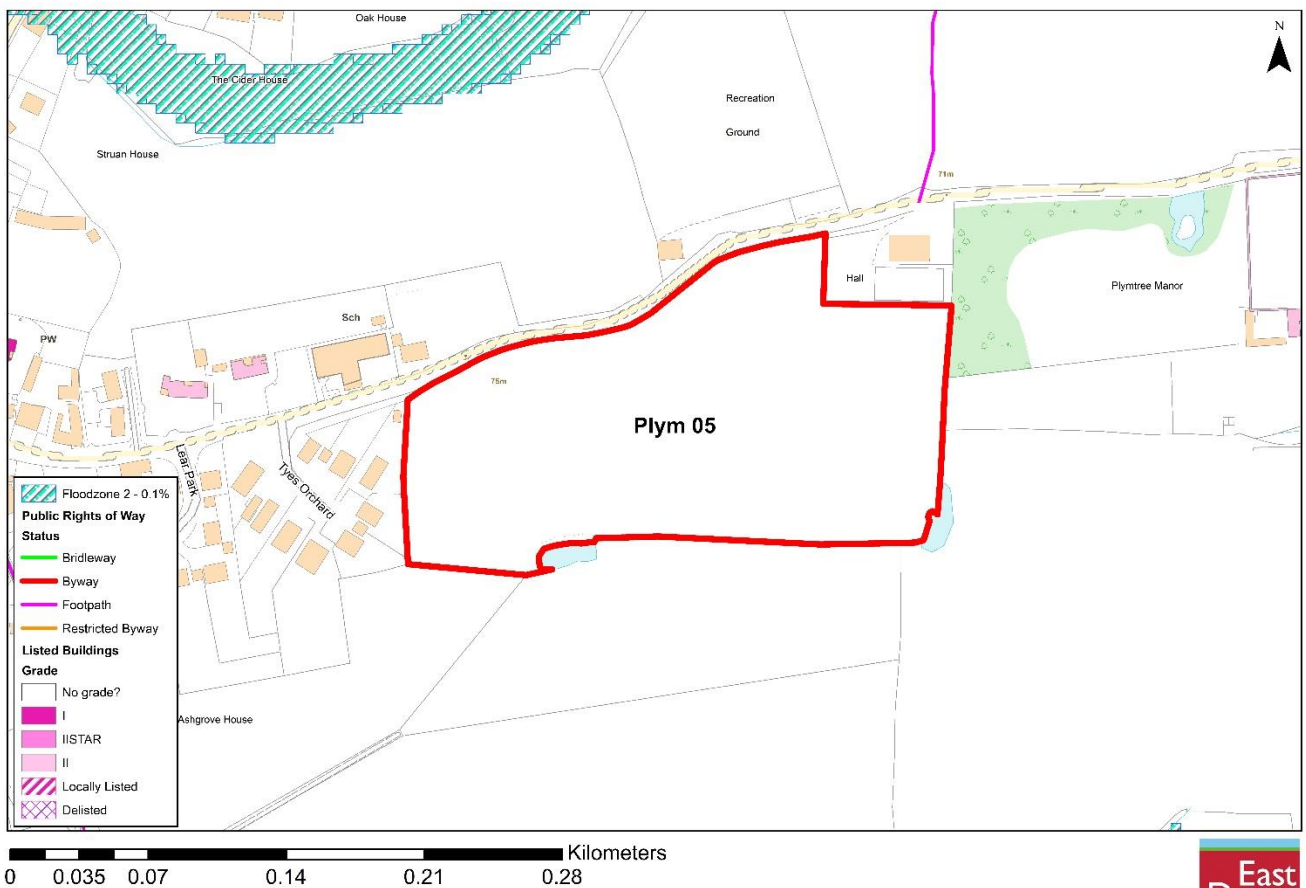 Oak House
N
The Cider House
Recreation
Ground
Struan House
71m
Hall
Plymtree Manor
Sch
PW
75m
Plym 05
Lear Park
Tyes Orchard
Floodzone 2 - 0.1%
Public Rights of Way
Status
Bridleway
Byway
Footpath
Restricted Byway
Listed Buildings
Grade
No grade?
I
IISTAR
II
Locally Listed
Delisted
Ashgrove House
Kilometers
0 0.035 0.07 0.14 0.21 0.28
East